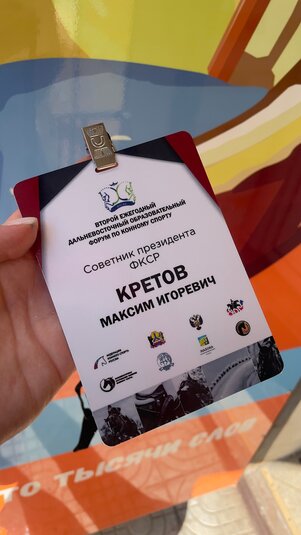 ВТОРОЙ ЕЖЕГОДНЫЙ
ДАЛЬНЕВОСТОЧНЫЙ ОБРАЗОВАТЕЛЬНЫЙ
ФОРУМ ПО КОННОМУ СПОРТУ
Советник президента
ФКСР
КРЕТОВ
МАКСИМ ИГОРЕВИЧ
ТО ТЫСЯЧИ СЛОВ